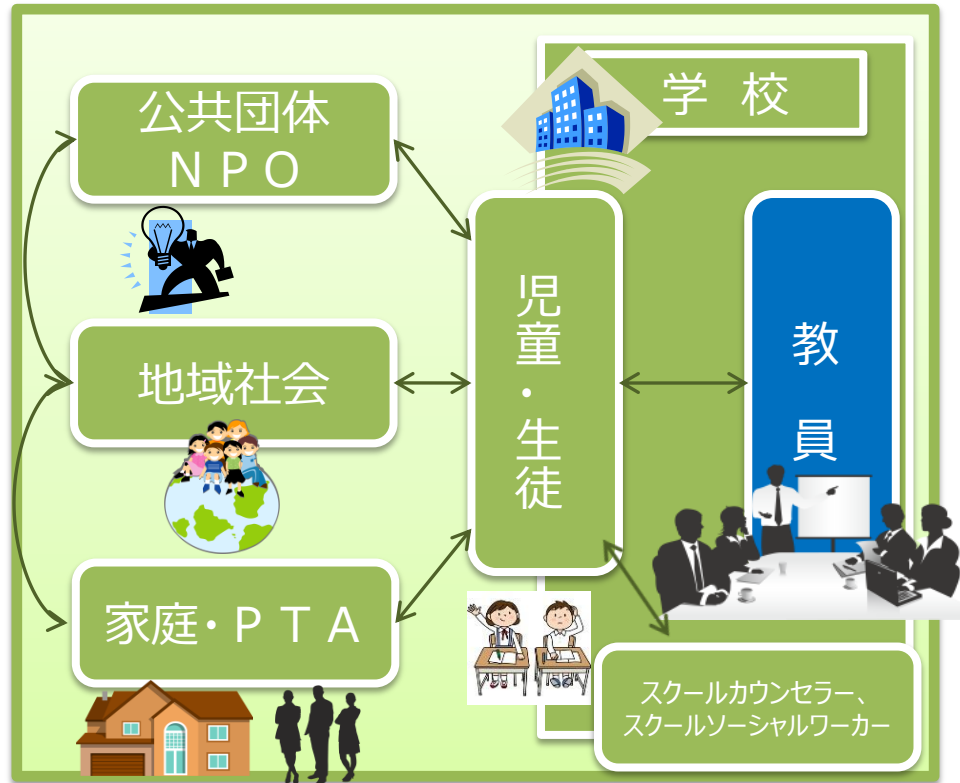 学 校
公共団体
ＮＰＯ
地域社会
家庭・ＰＴＡ
児童・生徒
教員
スクールカウンセラー、
スクールソーシャルワーカー